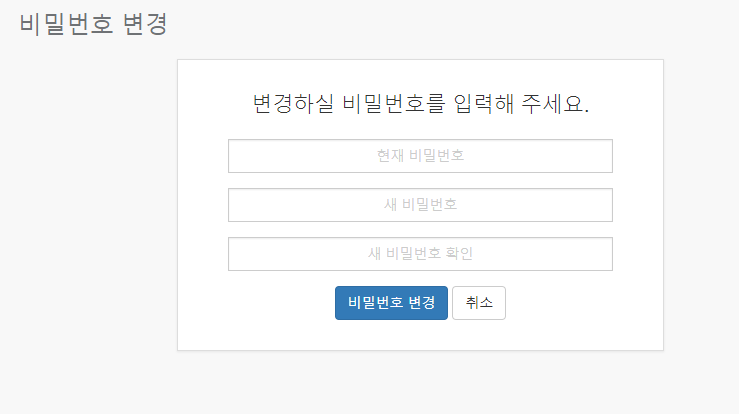 비밀번호 변경
변경하실 비밀번호를 입력해 주세요.
현재 비밀번호
새 비밀번호
새 비밀번호 확인
비밀번호 변경 취소